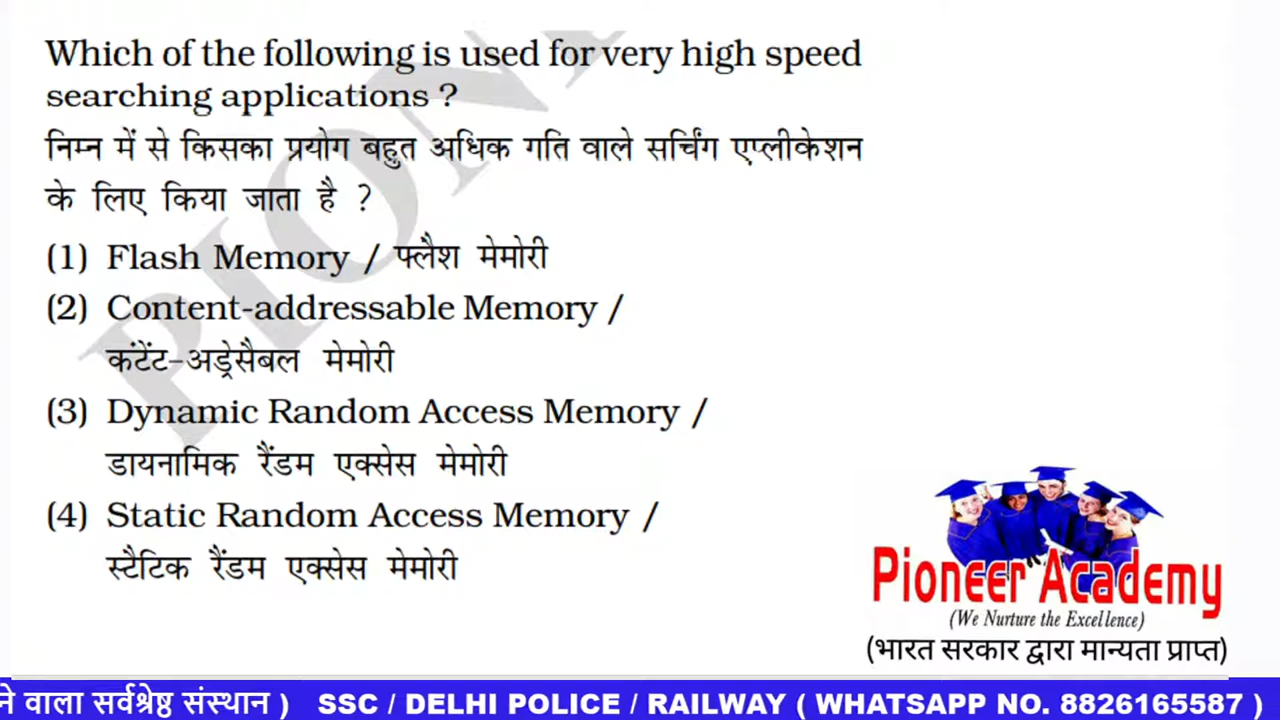 Which of the following is used for very high speed
searching applications ?
निम्न में से किसका प्रयोग बहुत अधिक गति वाले सर्चिंग एप्लीकेशन
के लिए किया जाता है ?
(1) Flash Memory / फ्लैश मेमोरी
(2) Content-addressable Memory /
कंटेंट-अड्रेसैबल मेमोरी
(3) Dynamic Random Access Memory /
डायनामिक रैंडम एक्सेस मेमोरी
(4) Static Random Access Memory /
स्टैटिक रैंडम एक्सेस मेमोरी
Pioneer Academy
(We Nurture the Excellence)
(भारत सरकार द्वारा मान्यता प्राप्त)
ने वाला सर्वश्रेष्ठ संस्थान ) SSC / DELHI POLICE / RAILWAY ( WHATSAPP NO. 8826165587 )